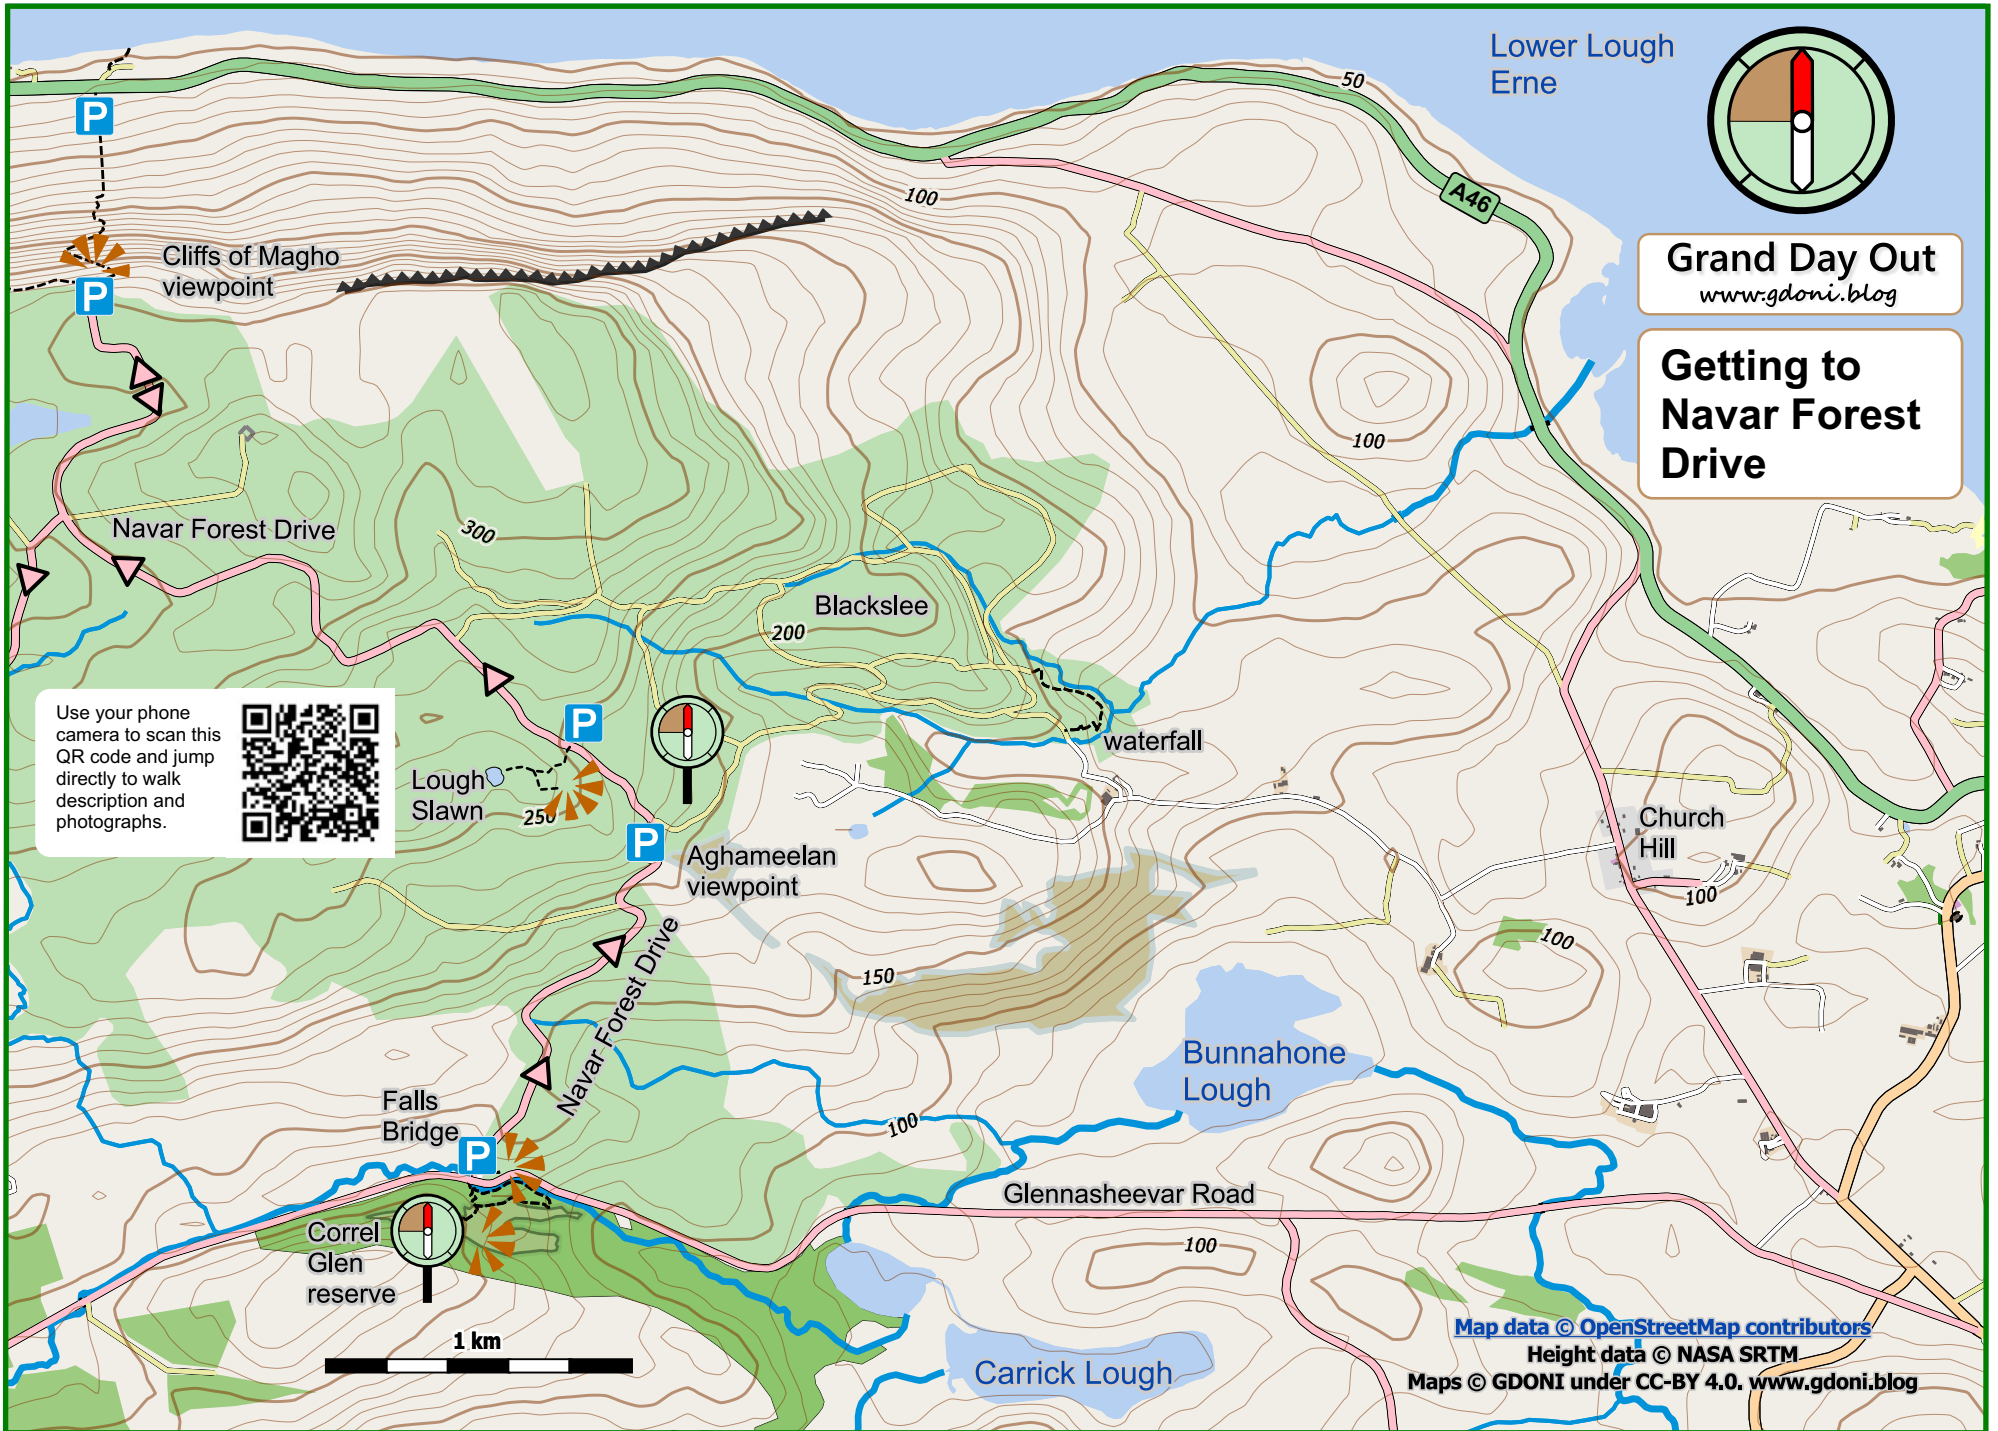 Lower Lough
Erne
50
P
A46
100
Cliffs of Magho
viewpoint
P
Grand Day Out
www.gdoni.blog
Getting to
Navar Forest
Drive
100
Navar Forest Drive
300
Blackslee
200
Use your phone
camera to scan this
QR code and jump
directly to walk
description and
photographs.
P
waterfall
Lough
Slawn
250
P
Aghameelan
viewpoint
Church
Hill
100
100
Navar Forest Drive
150
Bunnahone
Lough
Falls
Bridge
P
100
Glennasheevar Road
Correl
Glen
reserve
100
1 km
Carrick Lough
Map data © OpenStreetMap contributors
Height data © NASA SRTM
Maps © GDONI under CC-BY 4.0. www.gdoni.blog